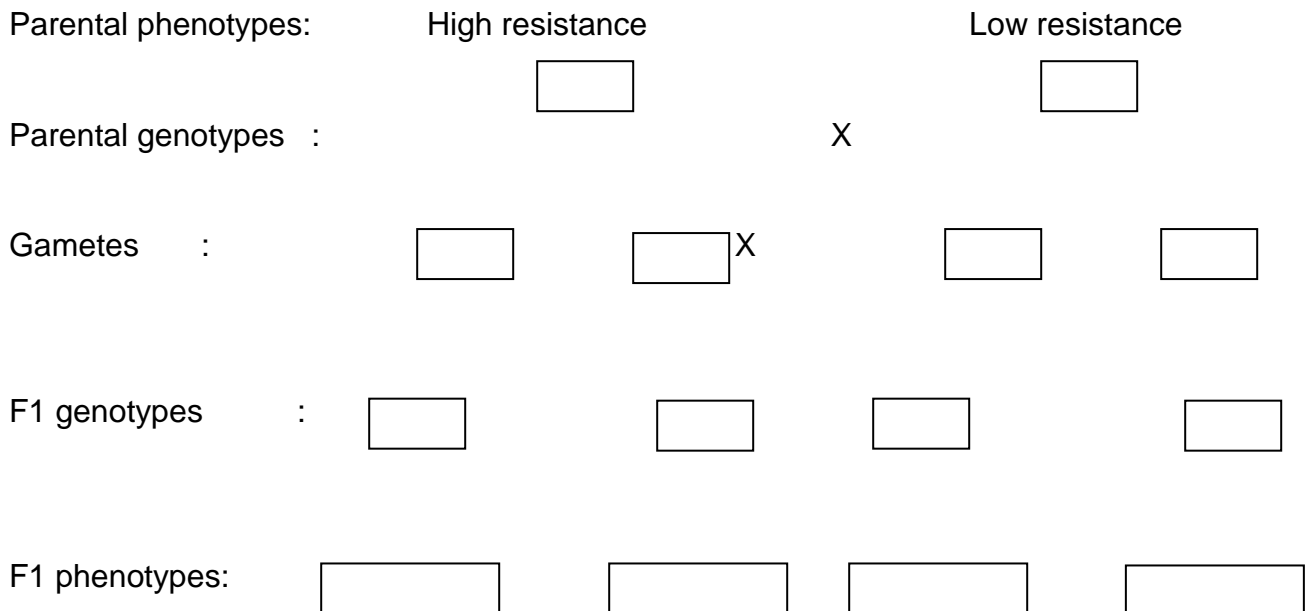 Parental phenotypes: High resistance Low resistance
Parental genotypes : X
Gametes : X
F1 genotypes :
F1 phenotypes: